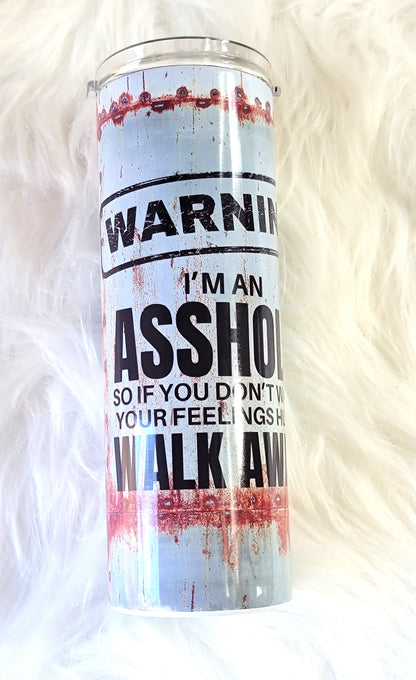 WARNIN
I'M AN
ASSHOL
SO IF YOU DON'T W
YOUR FEELINGS H
WALK AW